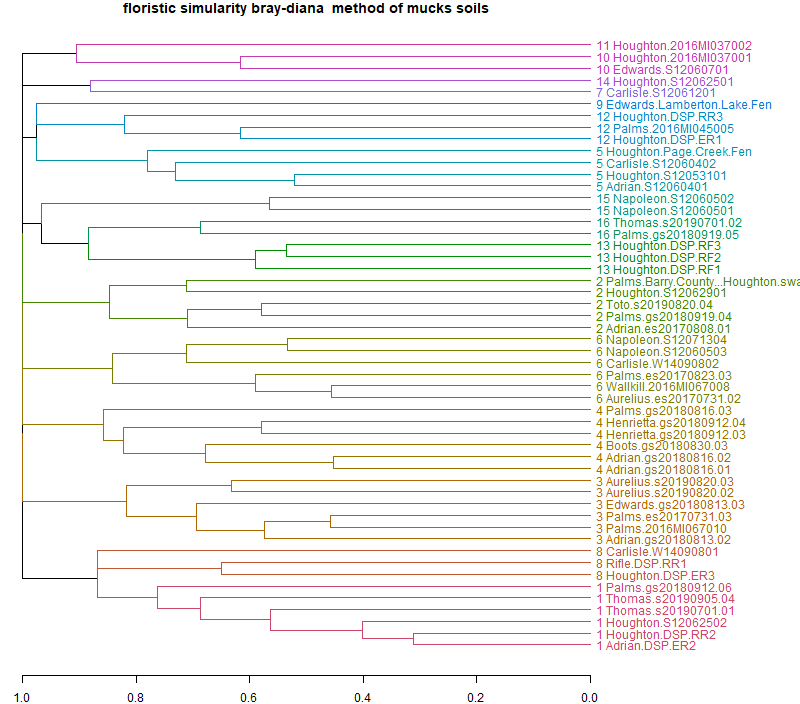 floristic simularity bray-diana method of mucks soils
11 Houghton.2016MI037002
10 Houghton.2016MI037001
10 Edwards.S12060701
14 Houghton.S12062501
7 Carlisle.S12061201
9 Edwards.Lamberton.Lake.Fen
12 Houghton.DSP.RR3
12 Palms.2016MI045005
12 Houghton.DSP.ER1
5 Houghton.Page.Creek.Fen
5 Carlisle.S12060402
5 Houghton.S12053101
5 Adrian.S12060401
15 Napoleon.S12060502
15 Napoleon.S12060501
16 Thomas.s20190701.02
16 Palms.gs20180919.05
13 Houghton.DSP.RF3
13 Houghton.DSP.RF2
13 Houghton.DSP.RF1
2 Palms.Barry.County...Houghton.swa
2 Houghton.S12062901
2 Toto.s20190820.04
2 Palms.gs20180919.04
2 Adrian.es20170808.01
6 Napoleon.S12071304
6 Napoleon.S12060503
6 Carlisle.W14090802
6 Palms.es20170823.03
6 Wallkill.2016MI067008
6 Aurelius.es20170731.02
4 Palms.gs20180816.03
4 Henrietta.gs20180912.04
4 Henrietta.gs20180912.03
4 Boots.gs20180830.03
4 Adrian.gs20180816.02
4 Adrian.gs20180816.01
3 Aurelius.s20190820.03
3 Aurelius.s20190820.02
3 Edwards.gs20180813.03
3 Palms.es20170731.03
3 Palms.2016MI067010
3 Adrian.gs20180813.02
8 Carlisle.W14090801
8 Rifle.DSP.RR1
8 Houghton.DSP.ER3
1 Palms.gs20180912.06
1 Thomas.s20190905.04
1 Thomas.s20190701.01
1 Houghton.S12062502
1 Houghton.DSP.RR2
1 Adrian.DSP.ER2
1.0 0.8 0.6 0.4 0.2 0.0